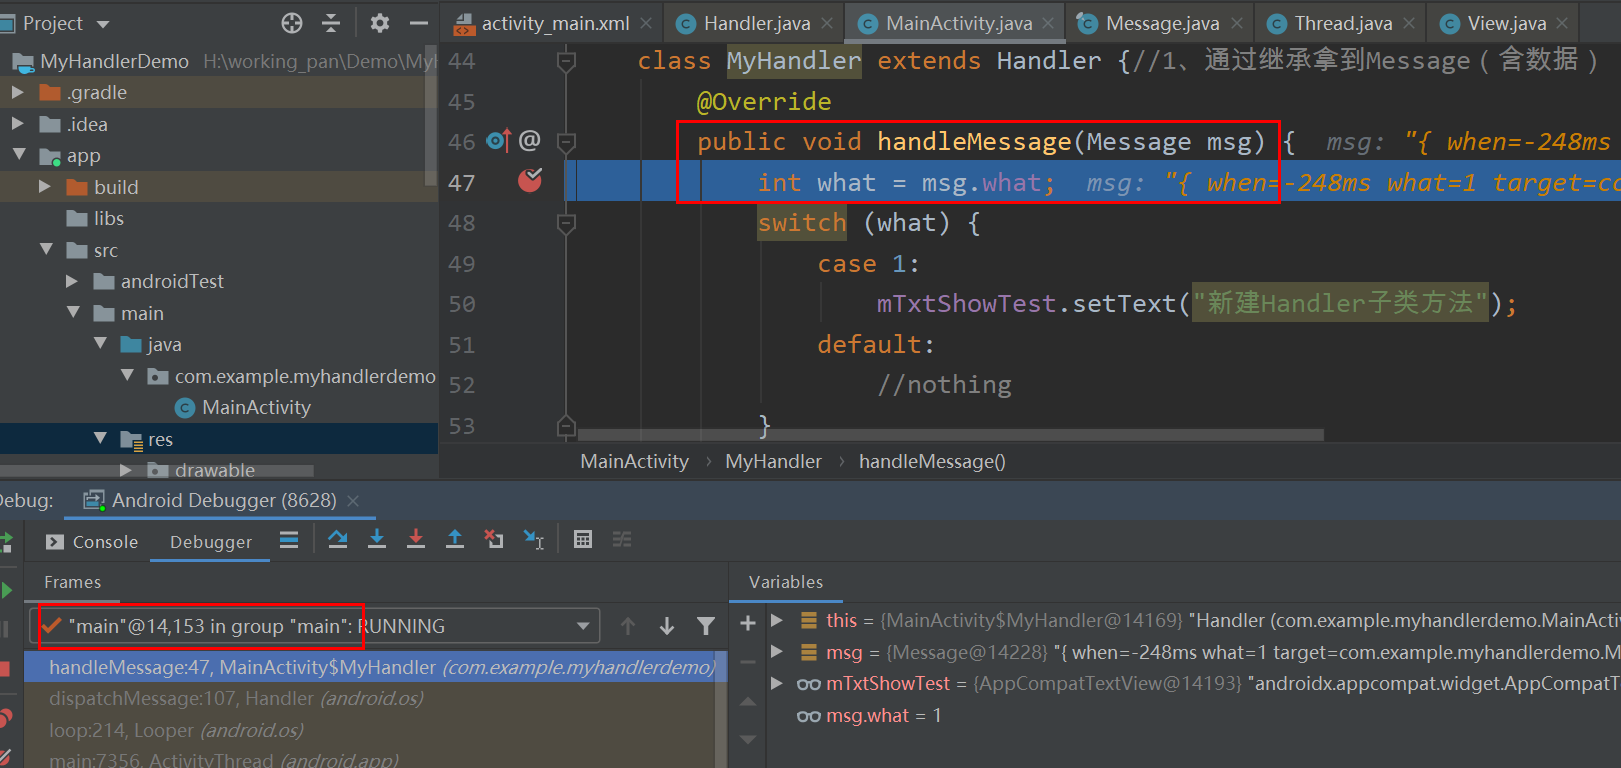 Project
activity_main.xml
Handler.java
MainActivity.java
Message.java
Thread.java
View.java
MyHandlerDemo H:\working_pan\Demo\My
.gradle
.idea
app
build
libs
src
androidTest
main
java
com.example.myhandlerdemo
MainActivity
res
drawable
44 class MyHandler extends Handler {//1、通过继承拿到Message（含数据）
45 @Override
46 @ public void handleMessage(Message msg) { msg: "{ when=-248ms
47 int what = msg.what; msg: "{ when=-248ms what=1 target=co
48 switch (what) {
49 case 1:
50 mTxtShowTest.setText("新建Handler子类方法");
51 default:
52 //nothing
53 }
MainActivity › MyHandler › handleMessage()
Debug: Android Debugger (8628)
Console Debugger
Frames
"main"@14,153 in group "main": RUNNING
handleMessage:47, MainActivity$MyHandler (com.example.myhandlerdemo)
dispatchMessage:107, Handler (android.os)
loop:214, Looper (android.os)
main:7356, ActivityThread (android.app)
Variables
this = {MainActivity$MyHandler@14169} "Handler (com.example.myhandlerdemo.MainActiv
msg = {Message@14228} "{ when=-248ms what=1 target=com.example.myhandlerdemo.M
mTxtShowTest = {AppCompatTextView@14193} "androidx.appcompat.widget.AppCompatT
msg.what = 1